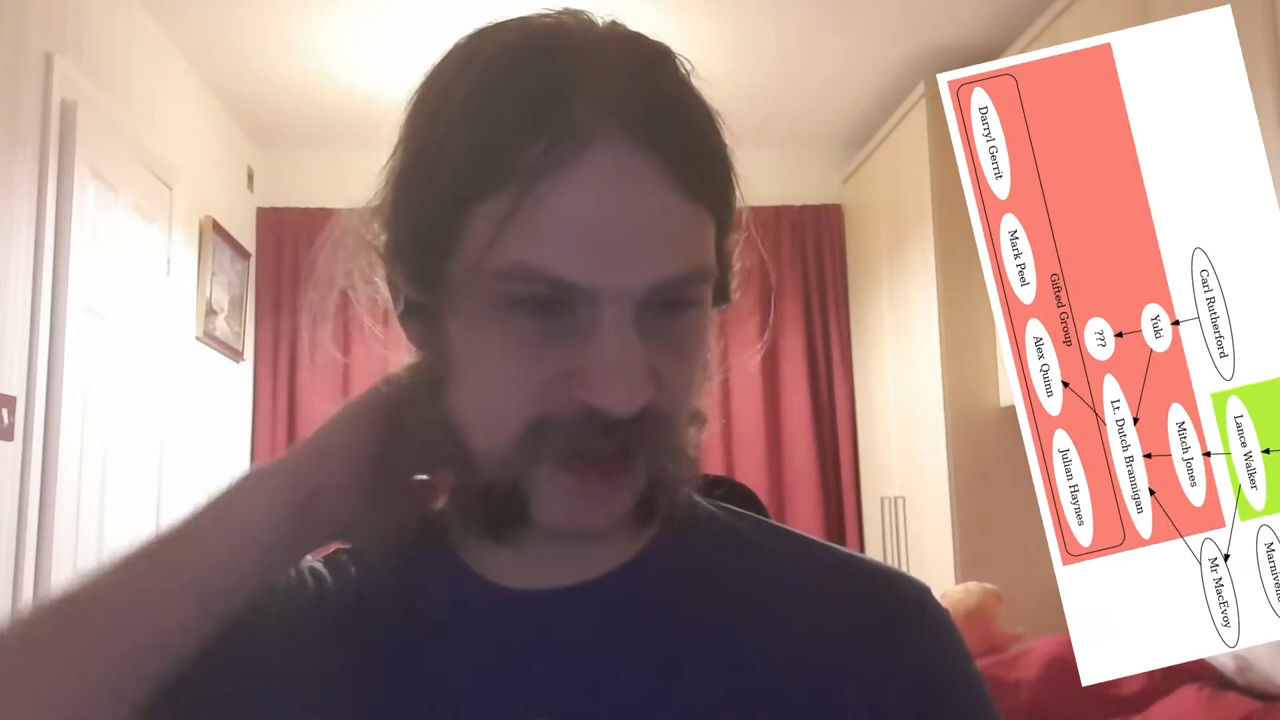 Darryl Gerrit
Mark Peel
Gifted Group
Alex Quinn
Julian Haynes
???
Yuki
Carl Rutherford
Lt. Dutch Brannigan
Mitch Jones
Lance Walker
Mr MacEvoy